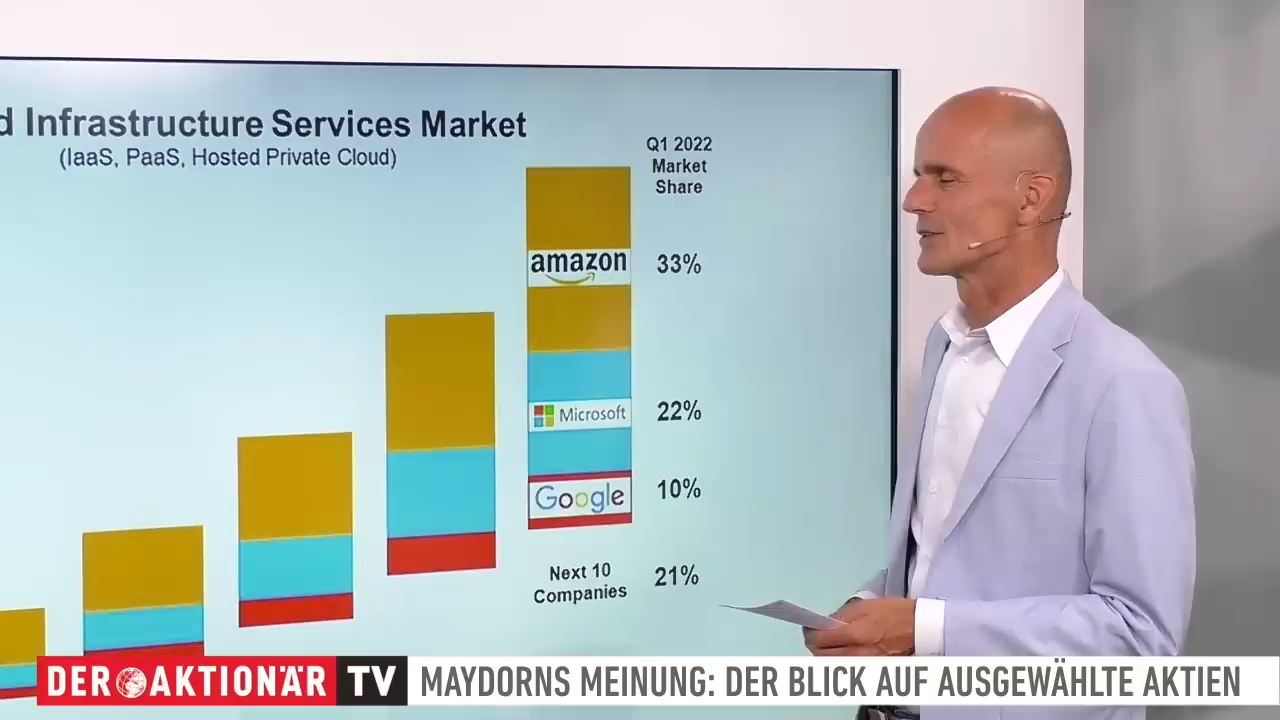 d Infrastructure Services Market
(IaaS, PaaS, Hosted Private Cloud)
Q1 2022
Market
Share
amazon
33%
Microsoft
22%
Google
10%
Next 10
Companies
21%
DER AKTIONÄR TV
MAYDORNS MEINUNG: DER BLICK AUF AUSGEWÄHLTE AKTIEN